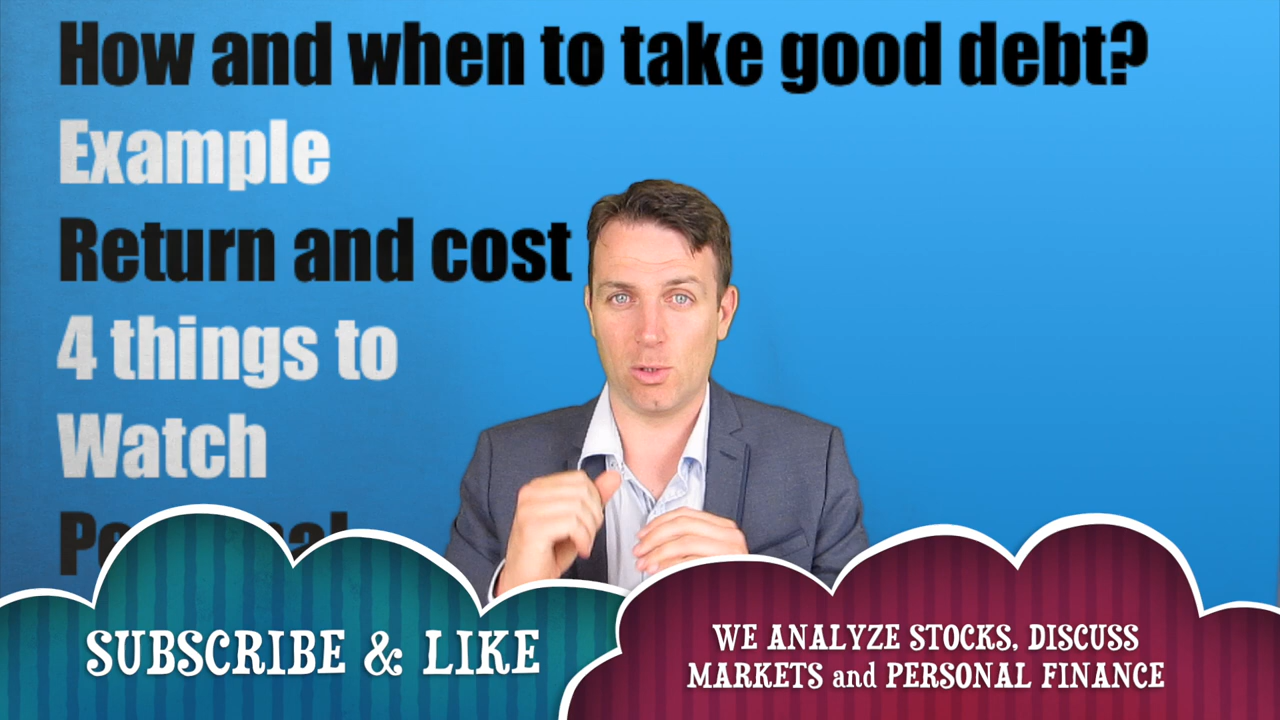 How and when to take good debt?
Example
Return and cost
4 things to
Watch
SUBSCRIBE & LIKE
WE ANALYZE STOCKS, DISCUSS
MARKETS and PERSONAL FINANCE